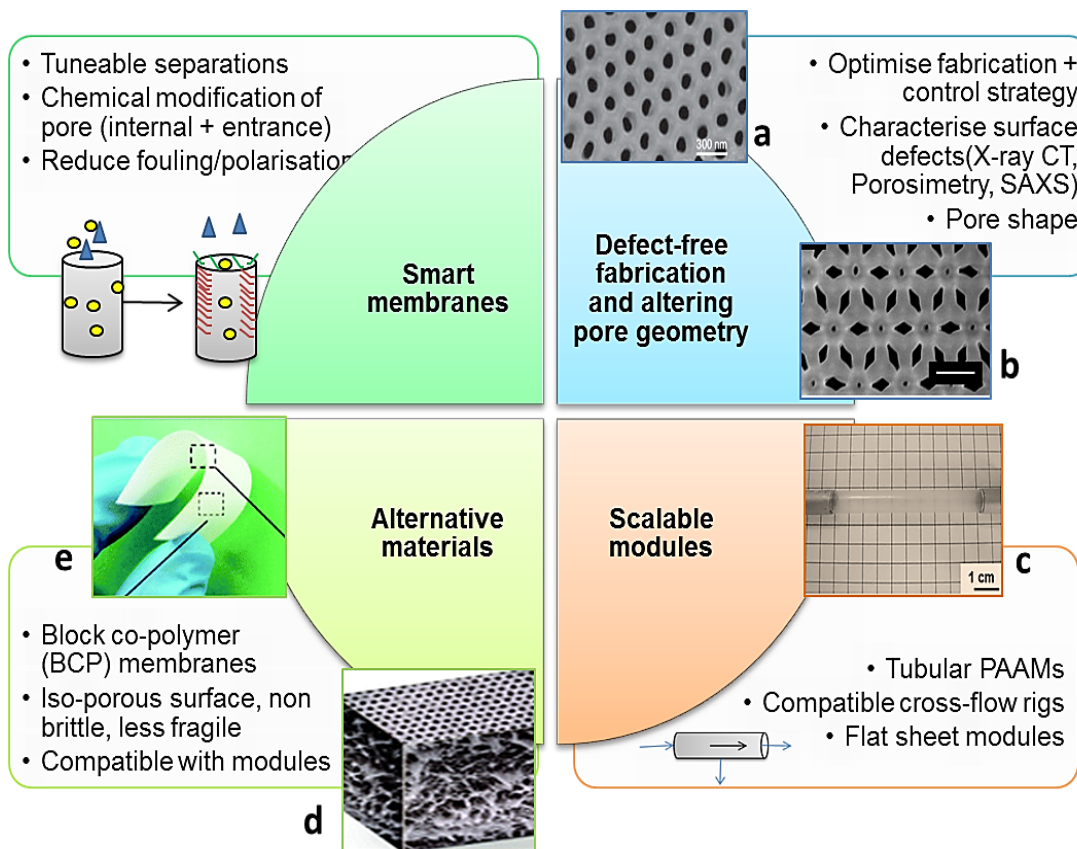 • Tuneable separations
• Chemical modification of
pore (internal + entrance)
• Reduce fouling/polarisation
Smart
membranes
300 nm
a
• Optimise fabrication +
control strategy
• Characterise surface
defects(X-ray CT,
Porosimetry, SAXS)
• Pore shape
Defect-free
fabrication
and altering
pore geometry
b
e
Alternative
materials
• Block co-polymer
(BCP) membranes
• Iso-porous surface, non
brittle, less fragile
• Compatible with modules
d
Scalable
modules
1 cm
c
• Tubular PAAMs
• Compatible cross-flow rigs
• Flat sheet modules